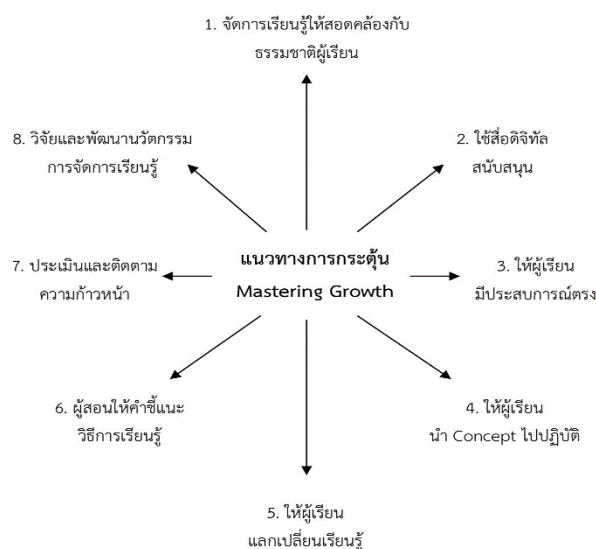 1. จัดการเรียนรู้ให้สอดคล้องกับ
ธรรมชาติผู้เรียน
8. วิจัยและพัฒนานวัตกรรม
การจัดการเรียนรู้
2. ใช้สื่อดิจิทัล
สนับสนุน
แนวทางการกระตุ้น
Mastering Growth
7. ประเมินและติดตาม
ความก้าวหน้า
3. ให้ผู้เรียน
มีประสบการณ์ตรง
6. ผู้สอนให้คำชี้แนะ
วิธีการเรียนรู้
4. ให้ผู้เรียน
นำ Concept ไปปฏิบัติ
5. ให้ผู้เรียน
แลกเปลี่ยนเรียนรู้